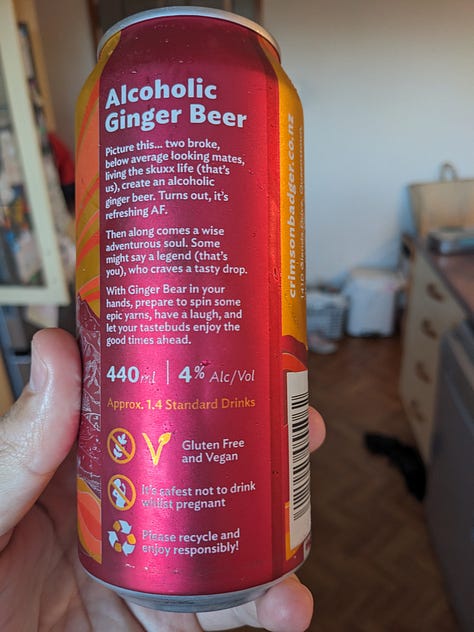 Alcoholic
Ginger Beer
Picture this... two broke,
below average looking mates,
living the skuxx life (that's
us), create an alcoholic
ginger beer. Turns out, it's
refreshing AF.
Then along comes a wise
adventurous soul. Some
might say a legend (that's
you), who craves a tasty drop.
With Ginger Bear in your
hands, prepare to spin some
epic yarns, have a laugh, and
let your tastebuds enjoy the
good times ahead.
440ml | 4% Alc/Vol
Approx. 1.4 Standard Drinks
Gluten Free
and Vegan
It's safest not to drink
whilst pregnant
Please recycle and
enjoy responsibly!
crimsonbadger.co.nz
Drive, Queenstown